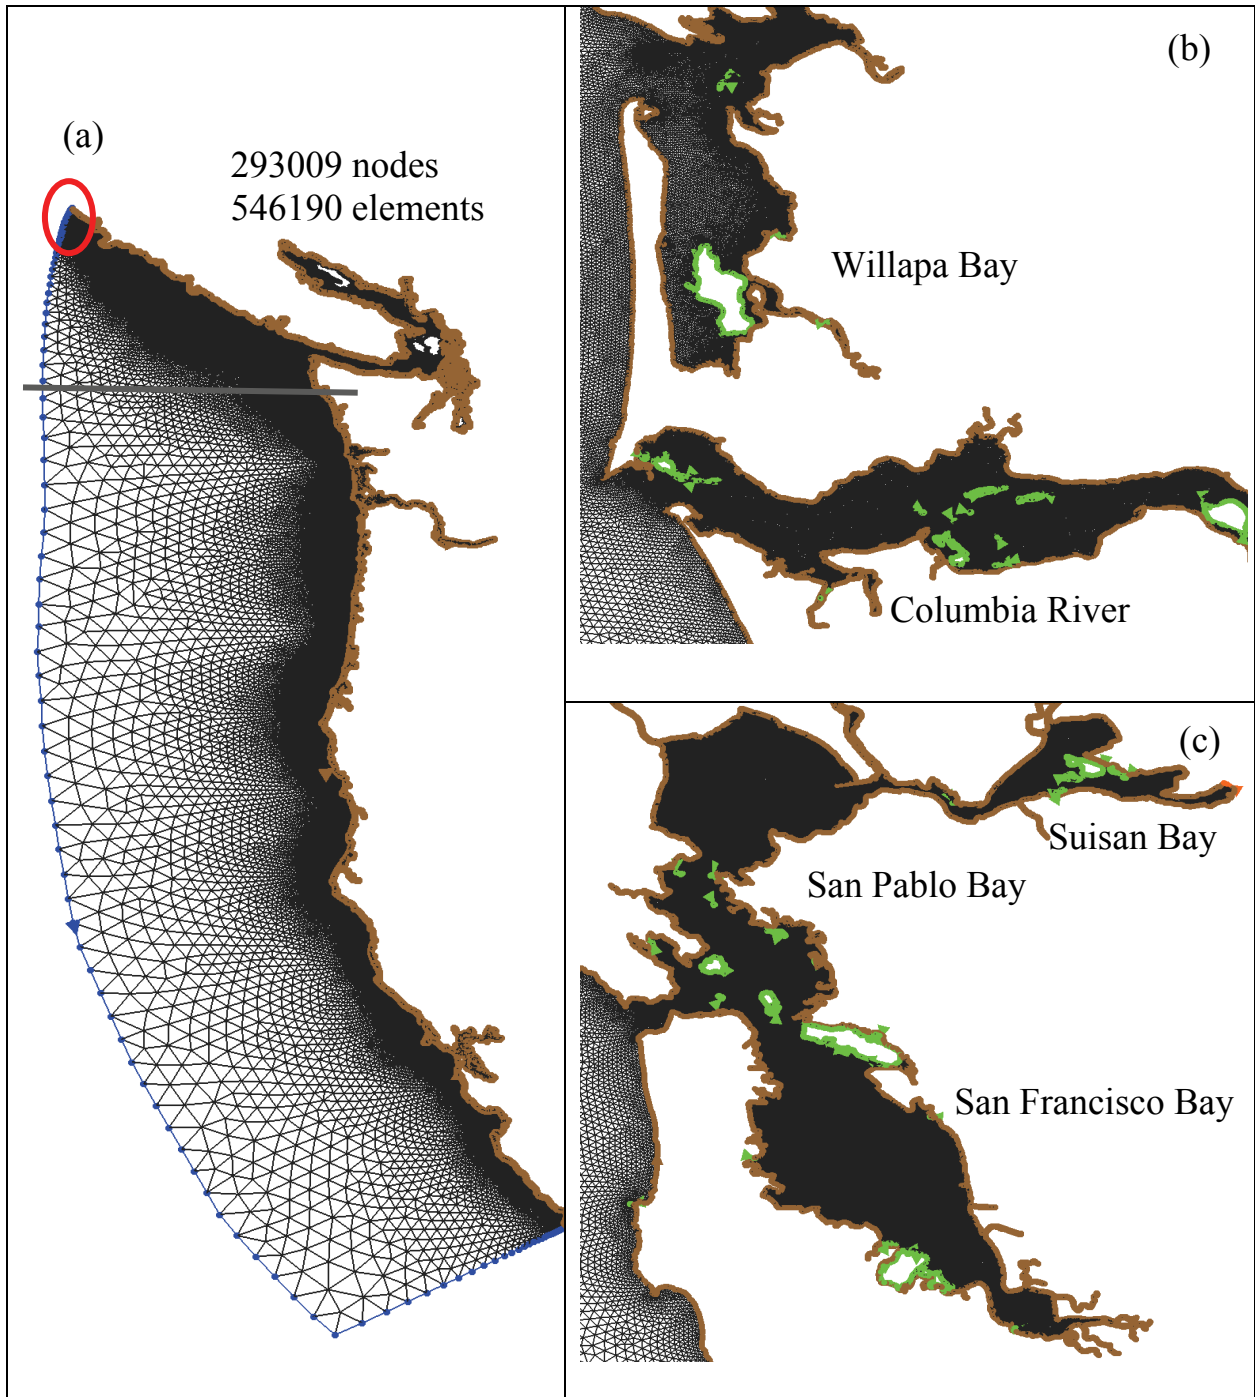 (a)
293009 nodes
546190 elements
(b)
Willapa Bay
Columbia River
(c)
Suisan Bay
San Pablo Bay
San Francisco Bay